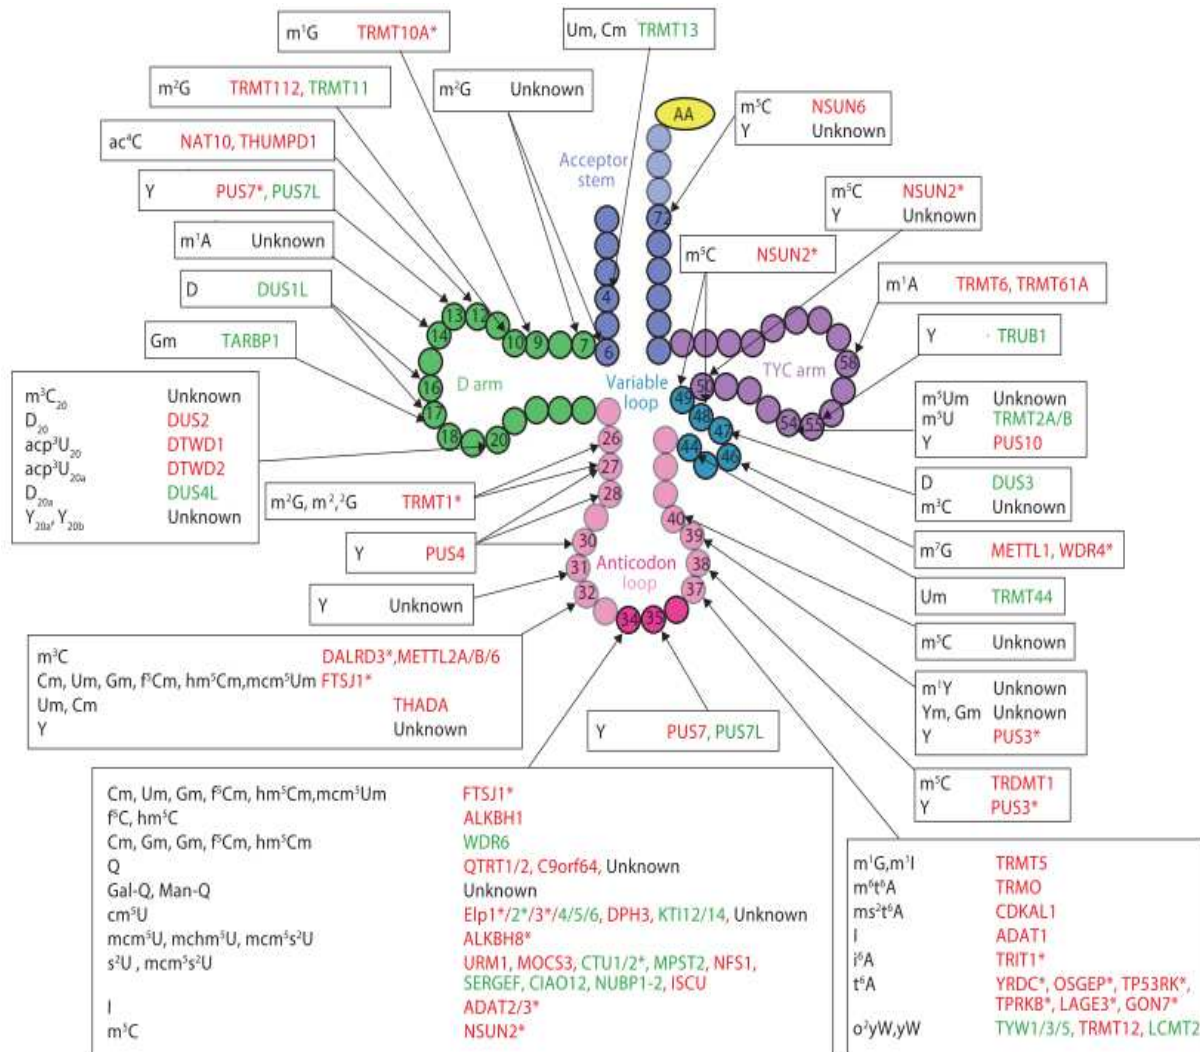 m¹G TRMT10A*
Um, Cm TRMT13
m²G TRMT112, TRMT11
m²G Unknown
AA
m⁵C NSUN6
Y Unknown
ac⁴C NAT10, THUMPD1
Acceptor
stem
Y PUS7*, PUS7L
m⁵C NSUN2*
Y Unknown
72
m¹A Unknown
m⁵C NSUN2*
D DUS1L
m¹A TRMT6, TRMT61A
4
13 12
14 10 9 7 6
Gm TARBP1
Y TRUB1
58
D arm
TYC arm
16
Variable
loop
50
49
17
48
47
54 55
18 20
44 46
m³C₂₀ Unknown
D₂₀ DUS2
acp³U₂₀ DTWD1
acp³U₂₀ₐ DTWD2
D₂₀ₐ DUS4L
Y₂₀ₐ, Y₂₀b Unknown
m⁵Um Unknown
m⁵U TRMT2A/B
Y PUS10
26
27
28
m²G, m²,²G TRMT1*
D DUS3
m³C Unknown
40
39
30
38
31
37
32
Y PUS4
Anticodon
loop
m⁷G METTL1, WDR4*
Y Unknown
Um TRMT44
34 35
m⁵C Unknown
m³C DALRD3*,METTL2A/B/6
Cm, Um, Gm, f⁵Cm, hm⁵Cm,mcm⁵Um FTSJ1*
Um, Cm THADA
Y Unknown
m¹Y Unknown
Ym, Gm Unknown
Y PUS3*
Y PUS7, PUS7L
m⁵C TRDMT1
Y PUS3*
Cm, Um, Gm, f⁵Cm, hm⁵Cm,mcm⁵Um FTSJ1*
f⁵C, hm⁵C ALKBH1
Cm, Gm, Gm, f⁵Cm, hm⁵Cm WDR6
Q QTRT1/2, C9orf64, Unknown
Gal-Q, Man-Q Unknown
cm⁵U Elp1*/2*/3*/4/5/6, DPH3, KTI12/14, Unknown
mcm⁵U, mchm⁵U, mcm⁵s²U ALKBH8*
s²U , mcm⁵s²U URM1, MOCS3, CTU1/2*, MPST2, NFS1,
SERGEF, CIAO12, NUBP1-2, ISCU
I ADAT2/3*
m⁵C NSUN2*
m¹G,m¹I TRMT5
m⁶t⁶A TRMO
ms²t⁶A CDKAL1
I ADAT1
i⁶A TRIT1*
t⁶A YRDC*, OSGEP*, TP53RK*,
TPRKB*, LAGE3*, GON7*
o²yW,yW TYW1/3/5, TRMT12, LCMT2